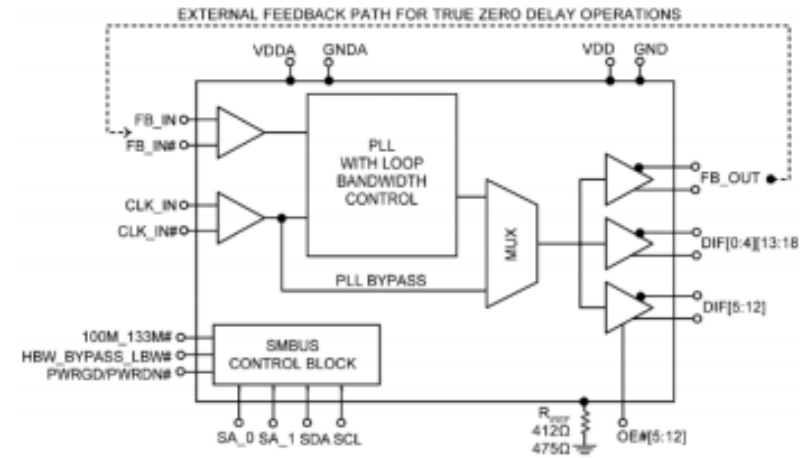 EXTERNAL FEEDBACK PATH FOR TRUE ZERO DELAY OPERATIONS
VDDA
GNDA
VDD
GND
FB_IN
FB_IN#
PLL
WITH LOOP
BANDWIDTH
CONTROL
FB_OUT
CLK_IN
CLK_IN#
MUX
DIF[0:4][13:18
PLL BYPASS
DIF[5:12]
100M_133M#
HBW_BYPASS_LBW#
PWRGD/PWRDN#
SMBUS
CONTROL BLOCK
SA_0
SA_1
SDA
SCL
412Ω
475Ω
OE#[5:12]